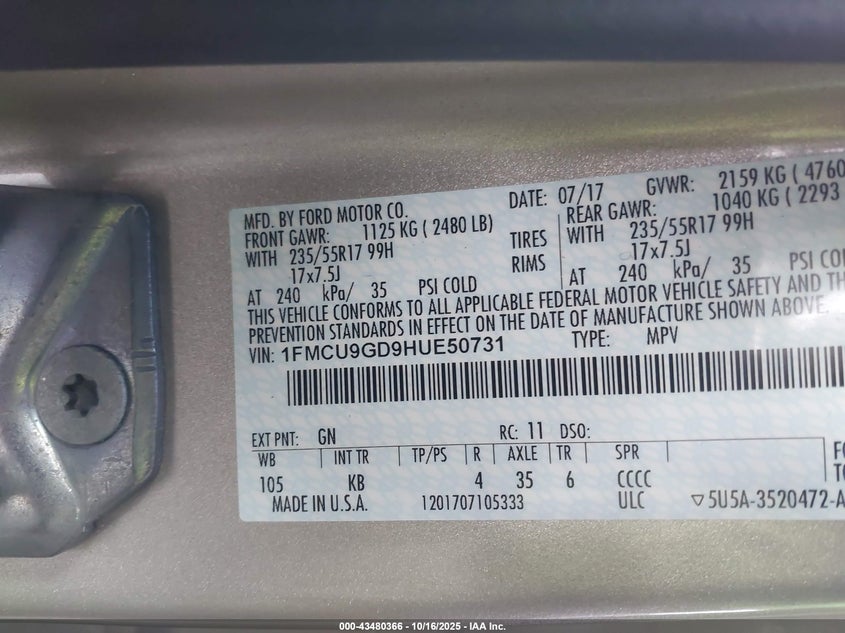 MFD. BY FORD MOTOR CO. DATE: 07/17 GVWR: 2159 KG ( 4760
FRONT GAWR: 1125 KG ( 2480 LB) REAR GAWR: 1040 KG ( 2293
WITH 235/55R17 99H TIRES WITH 235/55R17 99H
17x7.5J RIMS 17x7.5J
AT 240 kPa/ 35 PSI COLD AT 240 kPa/ 35 PSI COL
THIS VEHICLE CONFORMS TO ALL APPLICABLE FEDERAL MOTOR VEHICLE SAFETY AND TH
PREVENTION STANDARDS IN EFFECT ON THE DATE OF MANUFACTURE SHOWN ABOVE.
VIN: 1FMCU9GD9HUE50731 TYPE: MPV
EXT PNT: GN RC: 11 DSO:
WB INT TR TP/PS R AXLE TR SPR
105 KB 4 35 6 CCCC
MADE IN U.S.A. 1201707105333 ULC ▽5U5A-3520472-A
FO
TO
000-43480366 - 10/16/2025 - IAA Inc.